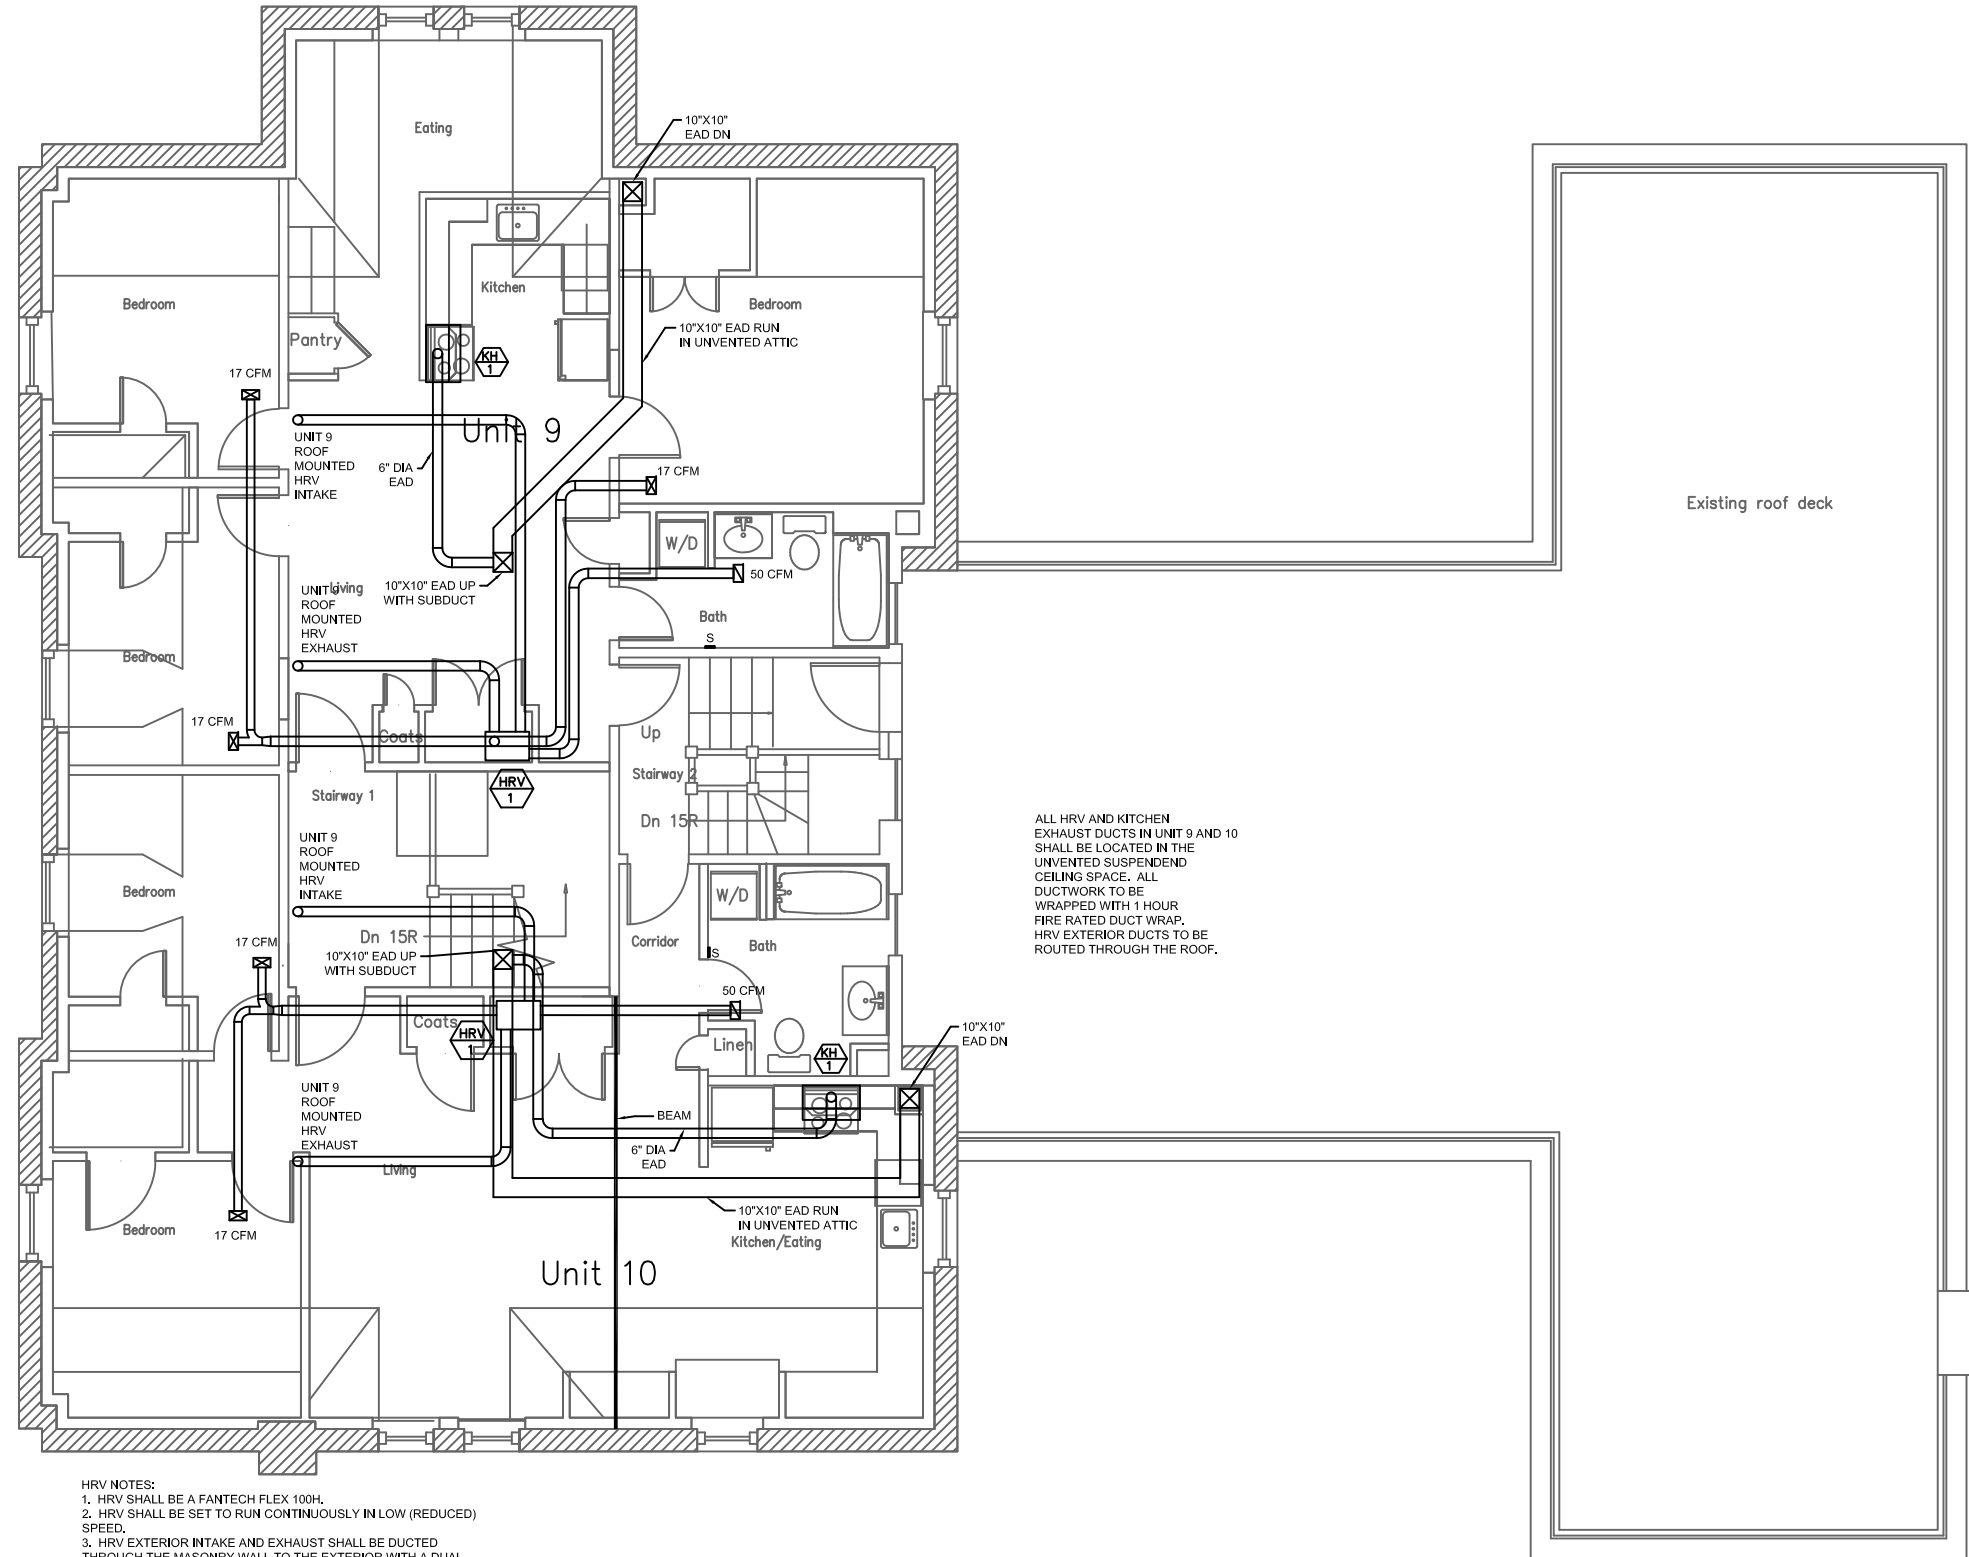 10"X10"
EAD DN
Eating
Kitchen
Bedroom
Bedroom
10"X10" EAD RUN
IN UNVENTED ATTIC
Pantry
KH
1
17 CFM
Unit 9
UNIT 9
ROOF
MOUNTED
HRV
INTAKE
6" DIA
EAD
17 CFM
Existing roof deck
W/D
50 CFM
10"X10" EAD UP
WITH SUBDUCT
Living
UNIT 9
ROOF
MOUNTED
HRV
EXHAUST
Bath
S
Bedroom
17 CFM
Coats
Up
Stairway 2
HRV
1
Stairway 1
Dn 15R
UNIT 9
ROOF
MOUNTED
HRV
INTAKE
ALL HRV AND KITCHEN
EXHAUST DUCTS IN UNIT 9 AND 10
SHALL BE LOCATED IN THE
UNVENTED SUSPENDEND
CEILING SPACE. ALL
DUCTWORK TO BE
WRAPPED WITH 1 HOUR
FIRE RATED DUCT WRAP.
HRV EXTERIOR DUCTS TO BE
ROUTED THROUGH THE ROOF.
Bedroom
W/D
Dn 15R
Corridor
Bath
S
17 CFM
10"X10" EAD UP
WITH SUBDUCT
50 CFM
Coats
HRV
1
Linen
KH
1
10"X10"
EAD DN
UNIT 9
ROOF
MOUNTED
HRV
EXHAUST
BEAM
6" DIA
EAD
Living
10"X10" EAD RUN
IN UNVENTED ATTIC
Kitchen/Eating
Bedroom
17 CFM
Unit 10
HRV NOTES:
1. HRV SHALL BE A FANTECH FLEX 100H.
2. HRV SHALL BE SET TO RUN CONTINUOUSLY IN LOW (REDUCED)
SPEED.
3. HRV EXTERIOR INTAKE AND EXHAUST SHALL BE DUCTED
THROUGH THE MASONRY WALL TO THE EXTERIOR WITH A DUAL